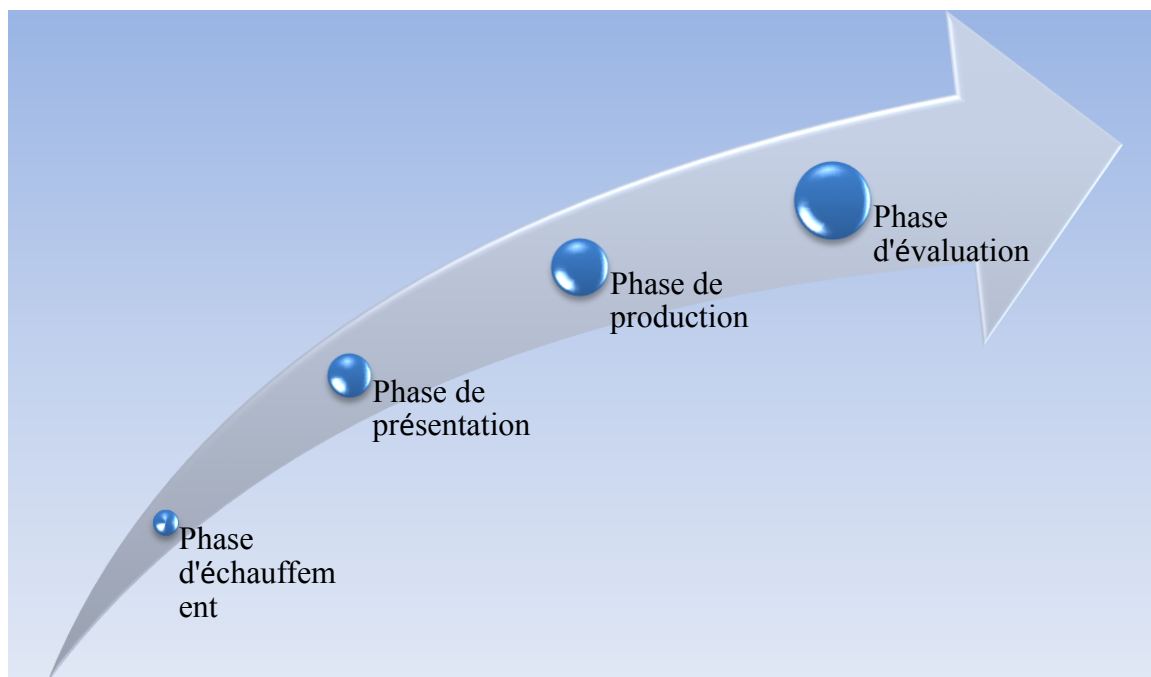 Phase
d'évaluation
Phase de
production
Phase de
présentation
Phase
d'échauffem
ent